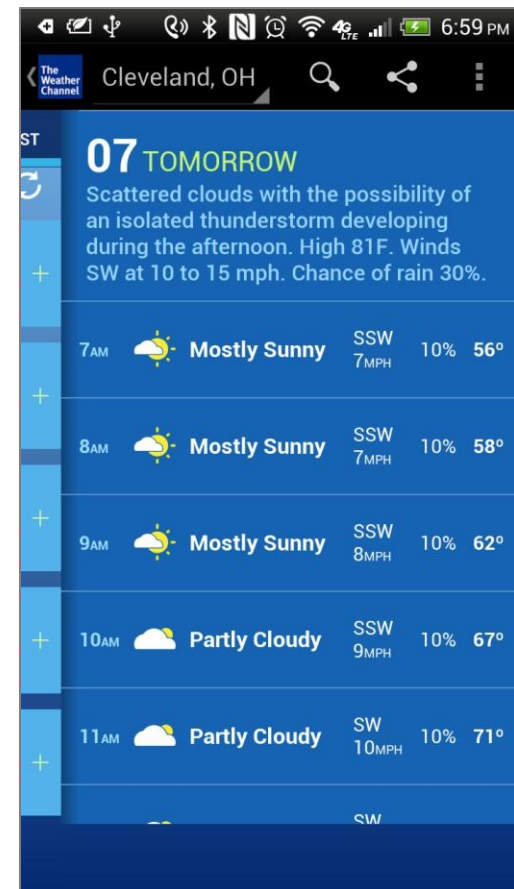 4G LTE 6:59 PM
The Weather Channel
Cleveland, OH
ST
07 TOMORROW
Scattered clouds with the possibility of
an isolated thunderstorm developing
during the afternoon. High 81F. Winds
SW at 10 to 15 mph. Chance of rain 30%.
7AM Mostly Sunny SSW 7MPH 10% 56°
8AM Mostly Sunny SSW 7MPH 10% 58°
9AM Mostly Sunny SSW 8MPH 10% 62°
10AM Partly Cloudy SSW 9MPH 10% 67°
11AM Partly Cloudy SW 10MPH 10% 71°
SW